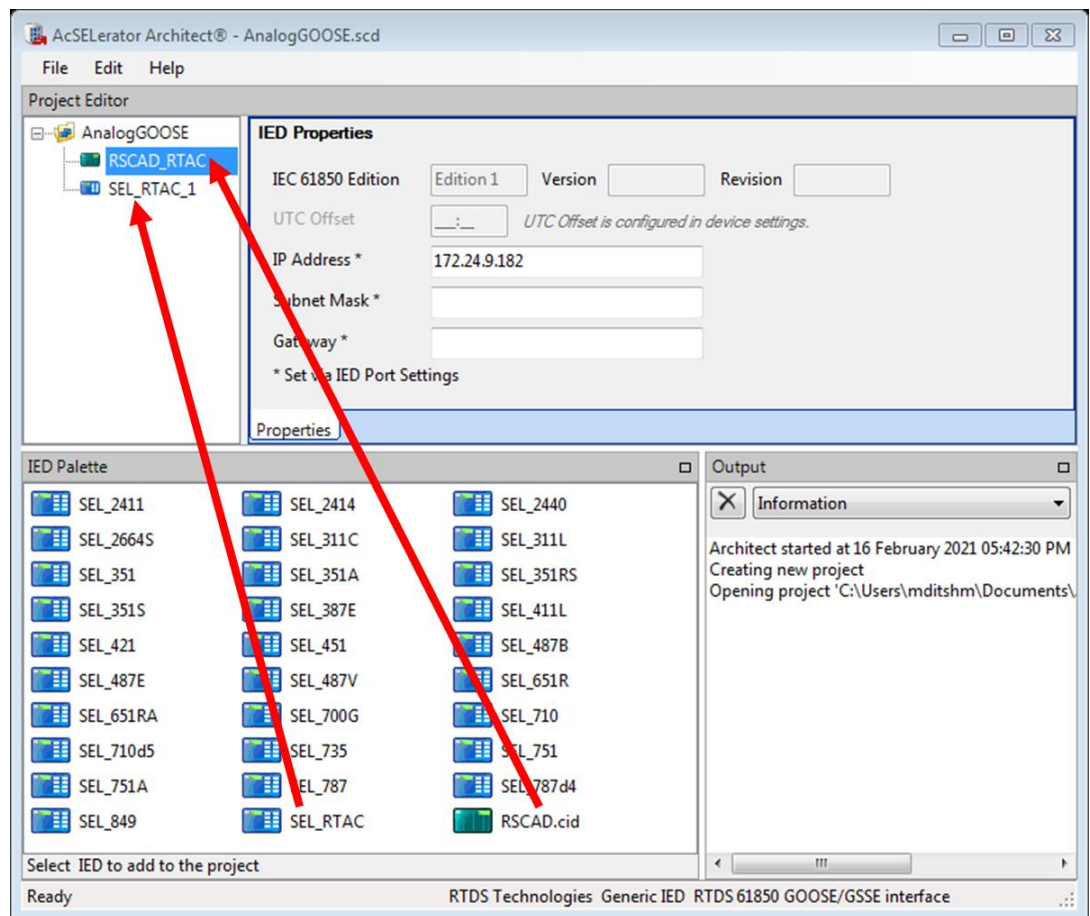 AcSELerator Architect® - AnalogGOOSE.scd
File Edit Help
Project Editor
AnalogGOOSE
RSCAD_RTAC
SEL_RTAC_1
IED Properties
IEC 61850 Edition Edition 1 Version Revision
UTC Offset __:__ UTC Offset is configured in device settings.
IP Address * 172.24.9.182
Subnet Mask *
Gateway *
* Set via IED Port Settings
Properties
IED Palette
SEL_2411 SEL_2414 SEL_2440
SEL_2664S SEL_311C SEL_311L
SEL_351 SEL_351A SEL_351RS
SEL_351S SEL_387E SEL_411L
SEL_421 SEL_451 SEL_487B
SEL_487E SEL_487V SEL_651R
SEL_651RA SEL_700G SEL_710
SEL_710d5 SEL_735 SEL_751
SEL_751A SEL_787 SEL_787d4
SEL_849 SEL_RTAC RSCAD.cid
Select IED to add to the project
Output
Information
Architect started at 16 February 2021 05:42:30 PM
Creating new project
Opening project 'C:\Users\mditshm\Documents\
Ready RTDS Technologies Generic IED RTDS 61850 GOOSE/GSSE interface